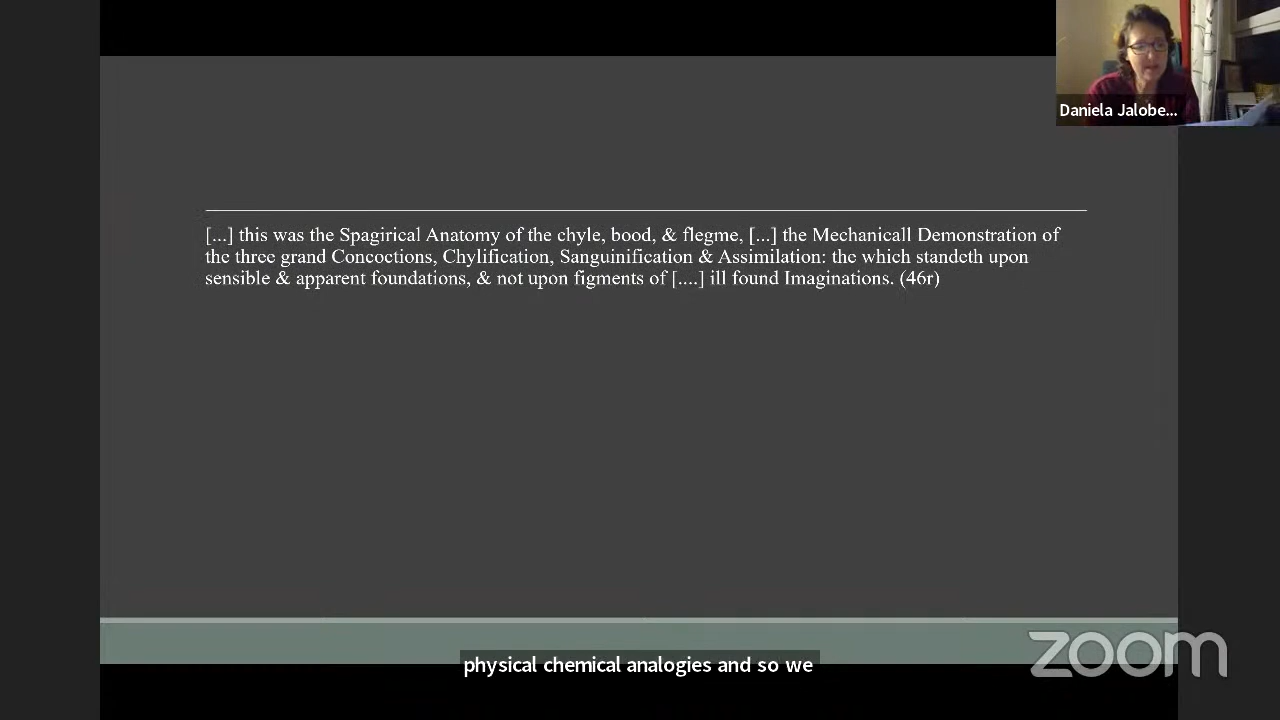 Daniela Jalobe...
[...] this was the Spagirical Anatomy of the chyle, bood, & flegme, [...] the Mechanicall Demonstration of
the three grand Concoctions, Chylification, Sanguinification & Assimilation: the which standeth upon
sensible & apparent foundations, & not upon figments of [....] ill found Imaginations. (46r)
zoom
physical chemical analogies and so we